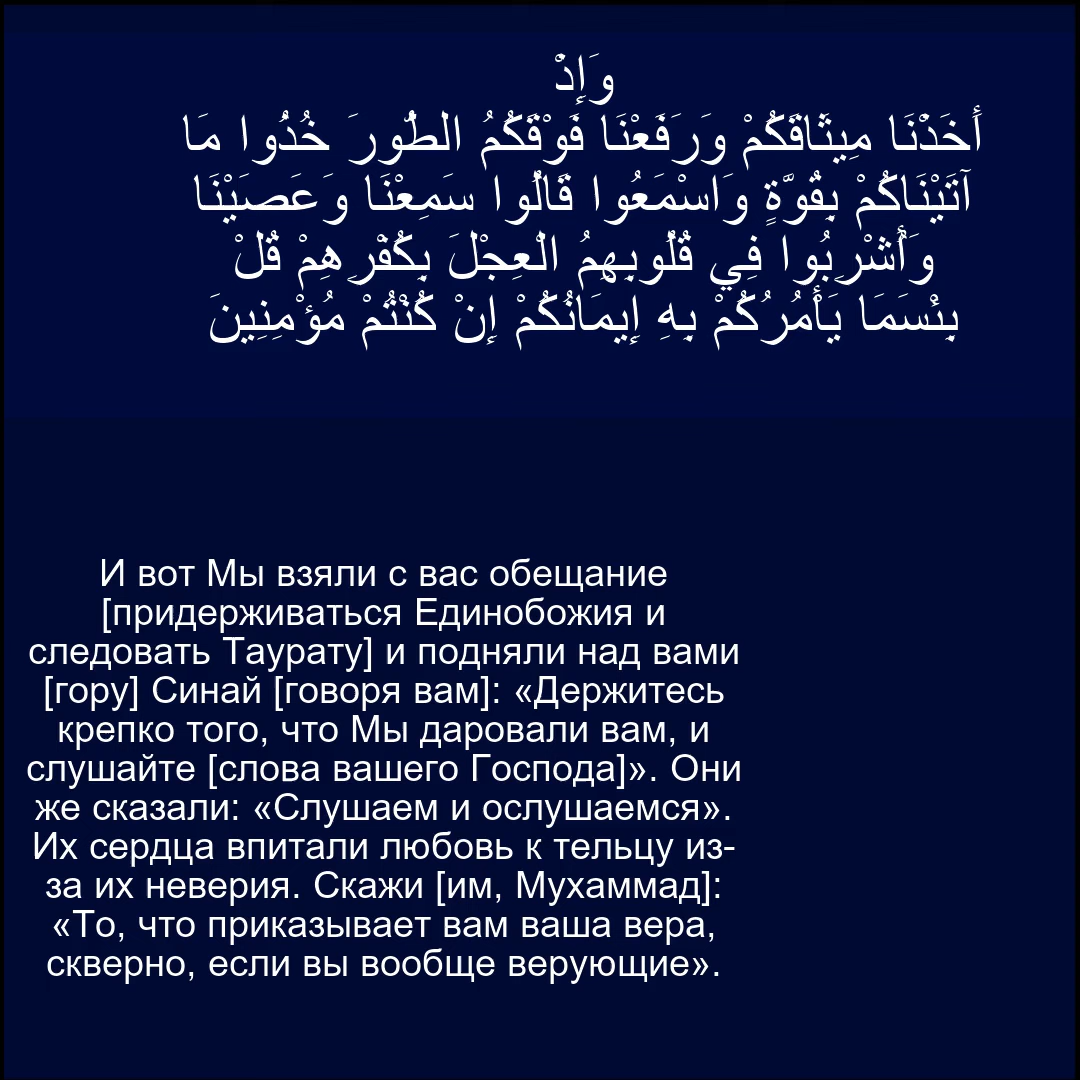 وَإِذْ
أَخَذْنَا مِيثَاقَكُمْ وَرَفَعْنَا فَوْقَكُمُ الطُّورَ خُذُوا مَا
آتَيْنَاكُمْ بِقُوَّةٍ وَاسْمَعُوا قَالُوا سَمِعْنَا وَعَصَيْنَا
وَأُشْرِبُوا فِي قُلُوبِهِمُ الْعِجْلَ بِكُفْرِهِمْ قُلْ
بِئْسَمَا يَأْمُرُكُمْ بِهِ إِيمَانُكُمْ إِنْ كُنْتُمْ مُؤْمِنِينَ
И вот Мы взяли с вас обещание
[придерживаться Единобожия и
следовать Таурату] и подняли над вами
[гору] Синай [говоря вам]: «Держитесь
крепко того, что Мы даровали вам, и
слушайте [слова вашего Господа]». Они
же сказали: «Слушаем и ослушаемся».
Их сердца впитали любовь к тельцу из-
за их неверия. Скажи [им, Мухаммад]:
«То, что приказывает вам ваша вера,
скверно, если вы вообще верующие».